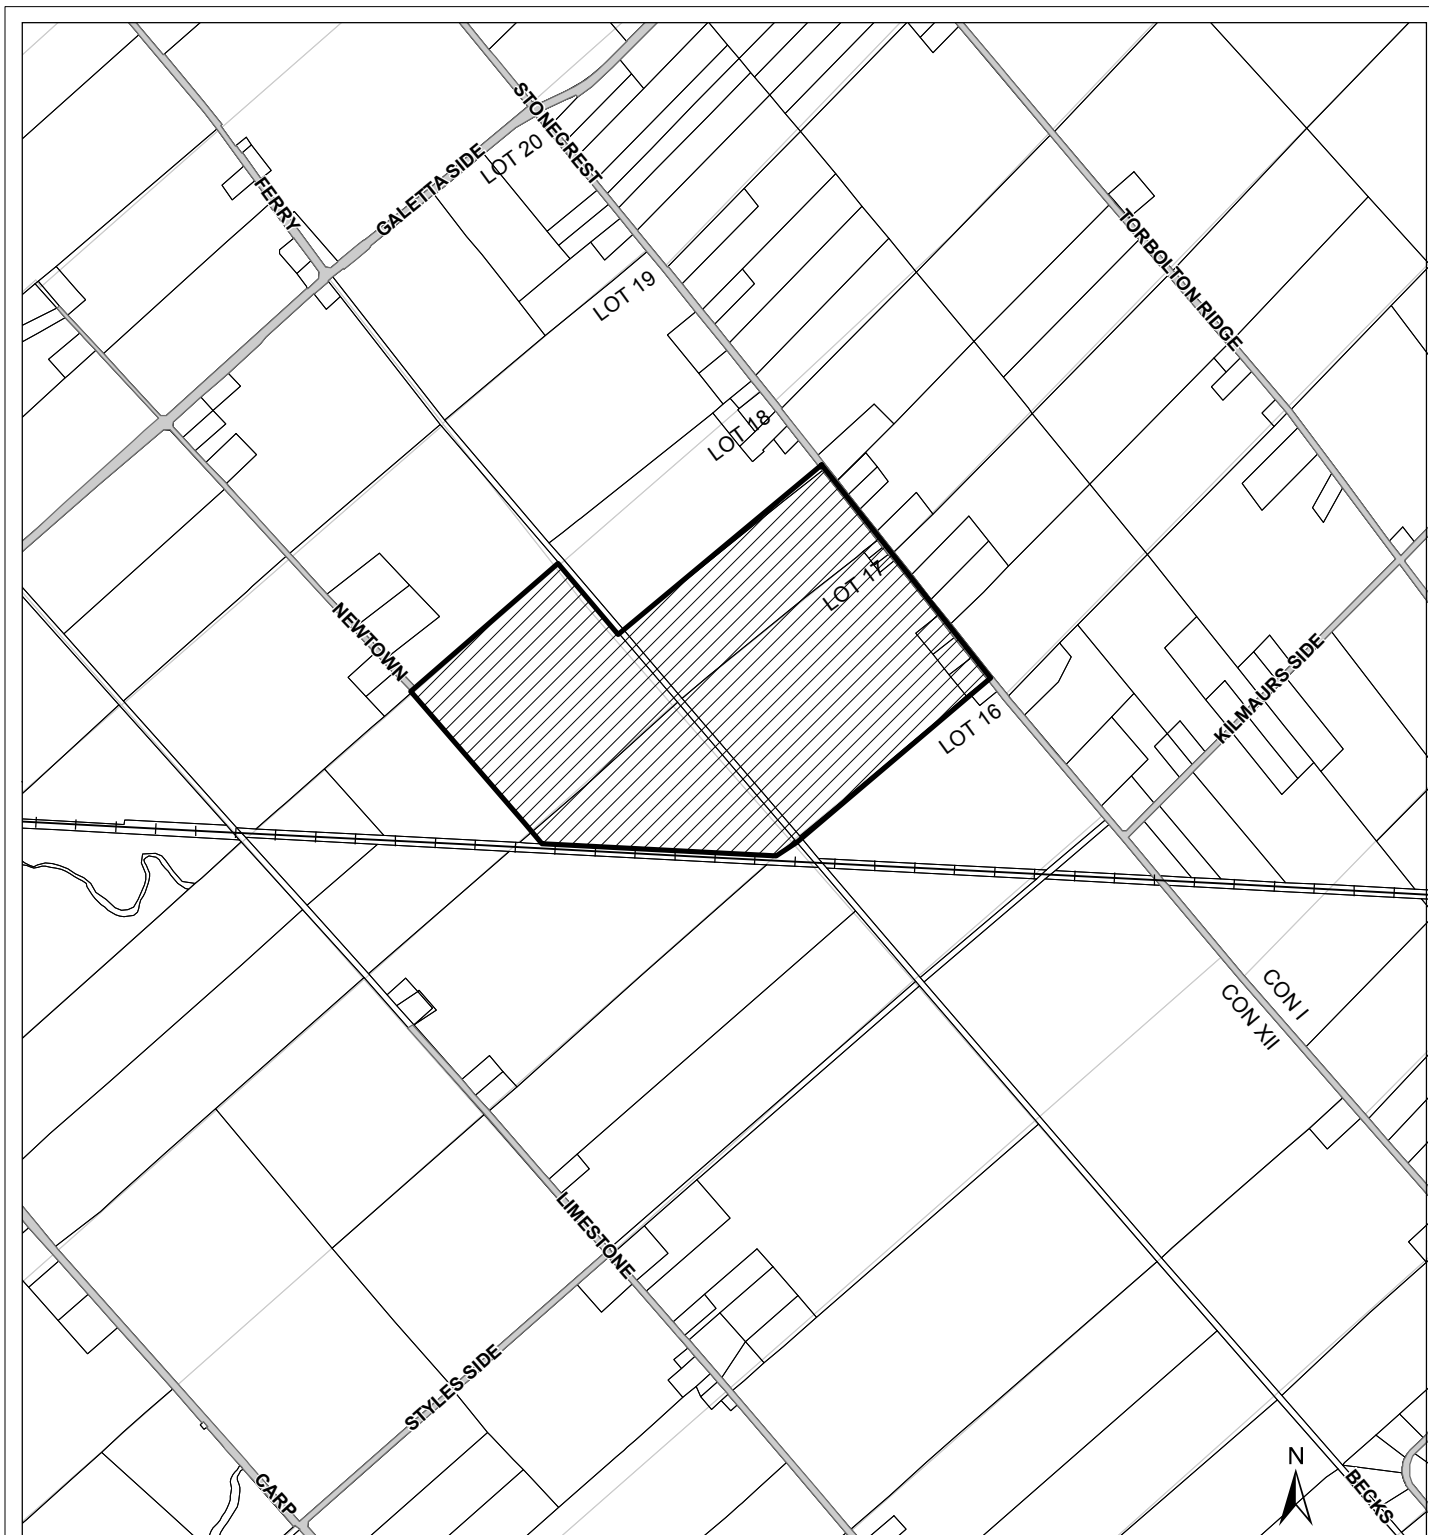 STONECREST
LOT 20
GALETTA SIDE
FERRY
TORBOLTON RIDGE
LOT 19
LOT 18
LOT 17
NEWTOWN
KILMAURS SIDE
LOT 16
CON I
CON XII
LIMESTONE
STYLES SIDE
CARP
N
BECKS